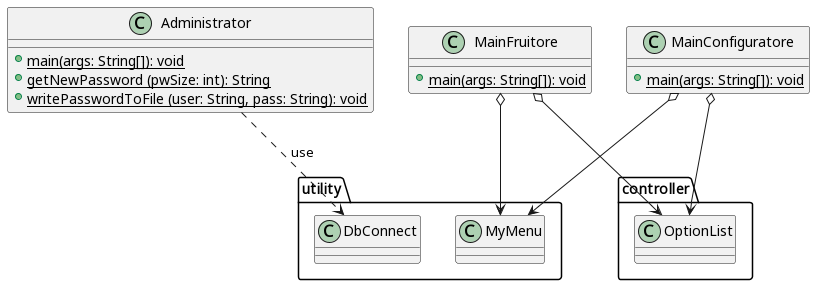 C Administrator
main(args: String[]): void
getNewPassword (pwSize: int): String
writePasswordToFile (user: String, pass: String): void
C MainFruitore
main(args: String[]): void
C MainConfiguratore
main(args: String[]): void
use
utility
C DbConnect
C MyMenu
controller
C OptionList